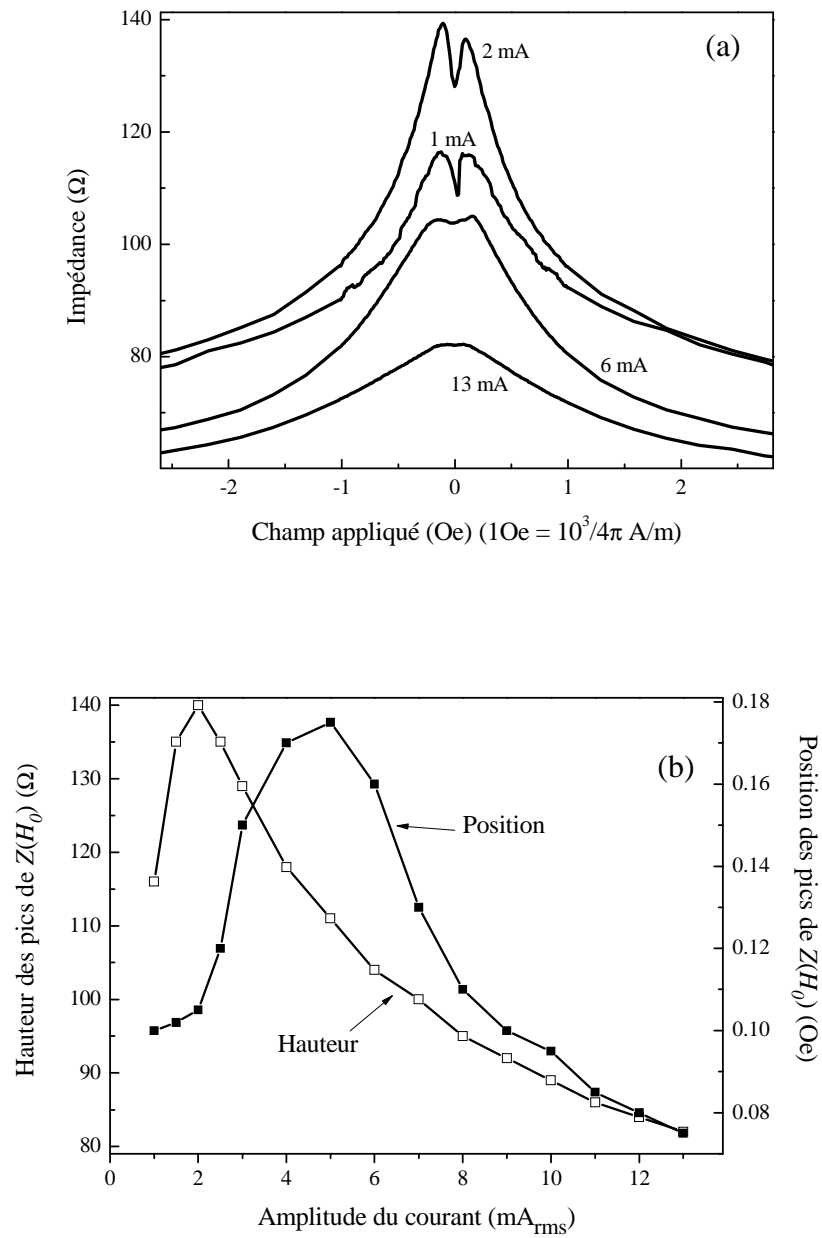 (a)
140
120
100
80
2 mA
1 mA
6 mA
13 mA
-2
-1
0
1
2
Impédance (Ω)
Champ appliqué (Oe) (1Oe = 10³/4π A/m)
(b)
140
130
120
110
100
90
80
0.18
0.16
0.14
0.12
0.10
0.08
Position
Hauteur
0
2
4
6
8
10
12
Hauteur des pics de Z(H₀) (Ω)
Position des pics de Z(H₀) (Oe)
Amplitude du courant (mArms)